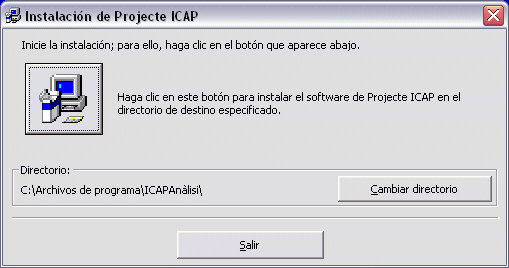 Instalación de Projecte ICAP
Inicie la instalación; para ello, haga clic en el botón que aparece abajo.
Haga clic en este botón para instalar el software de Projecte ICAP en el
directorio de destino especificado.
Directorio:
C:\Archivos de programa\ICAPAnàlisi\
Cambiar directorio
Salir